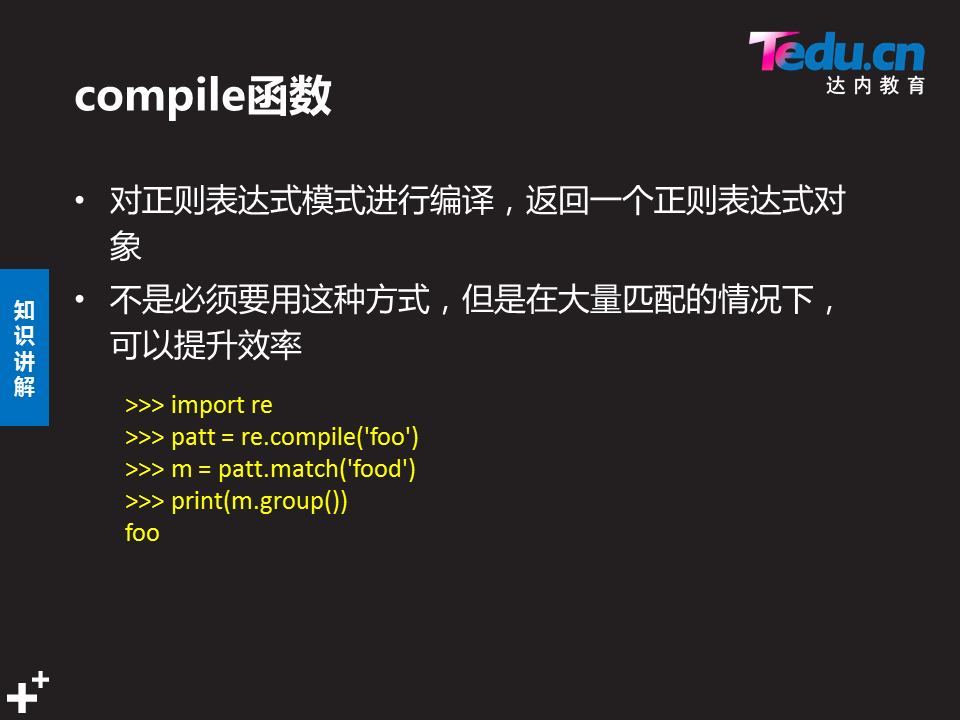 Tedu.cn
达内教育
compile函数
• 对正则表达式模式进行编译，返回一个正则表达式对
象
• 不是必须要用这种方式，但是在大量匹配的情况下，
可以提升效率
知
识
讲
解
>>> import re
>>> patt = re.compile('foo')
>>> m = patt.match('food')
>>> print(m.group())
foo